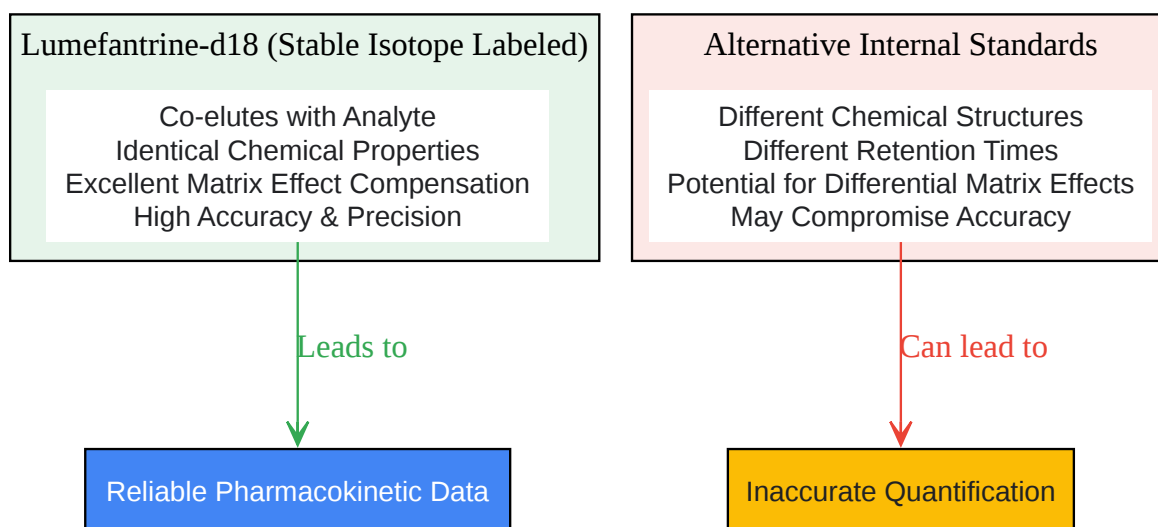 Lumefantrine-d18 (Stable Isotope Labeled)
Co-elutes with Analyte
Identical Chemical Properties
Excellent Matrix Effect Compensation
High Accuracy & Precision
Alternative Internal Standards
Different Chemical Structures
Different Retention Times
Potential for Differential Matrix Effects
May Compromise Accuracy
Leads to
Can lead to
Reliable Pharmacokinetic Data
Inaccurate Quantification